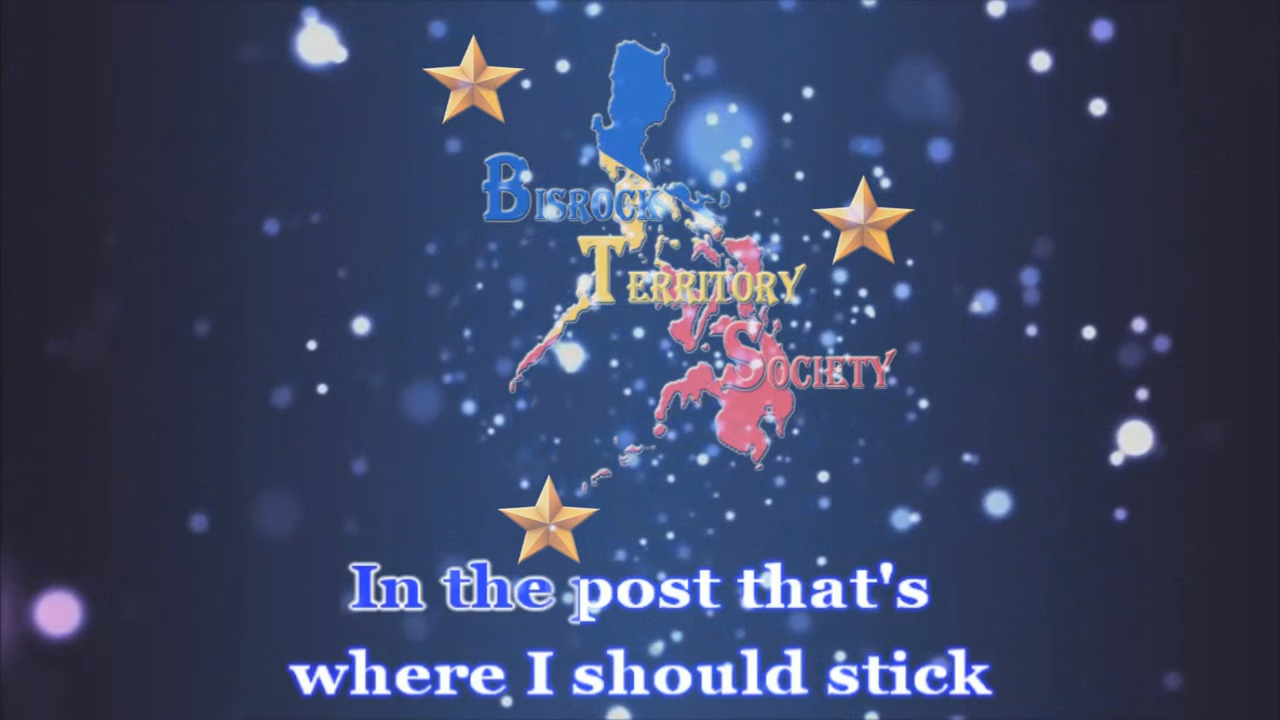 BISROCK
TERRITORY
SOCIETY
In the post that's
where I should stick